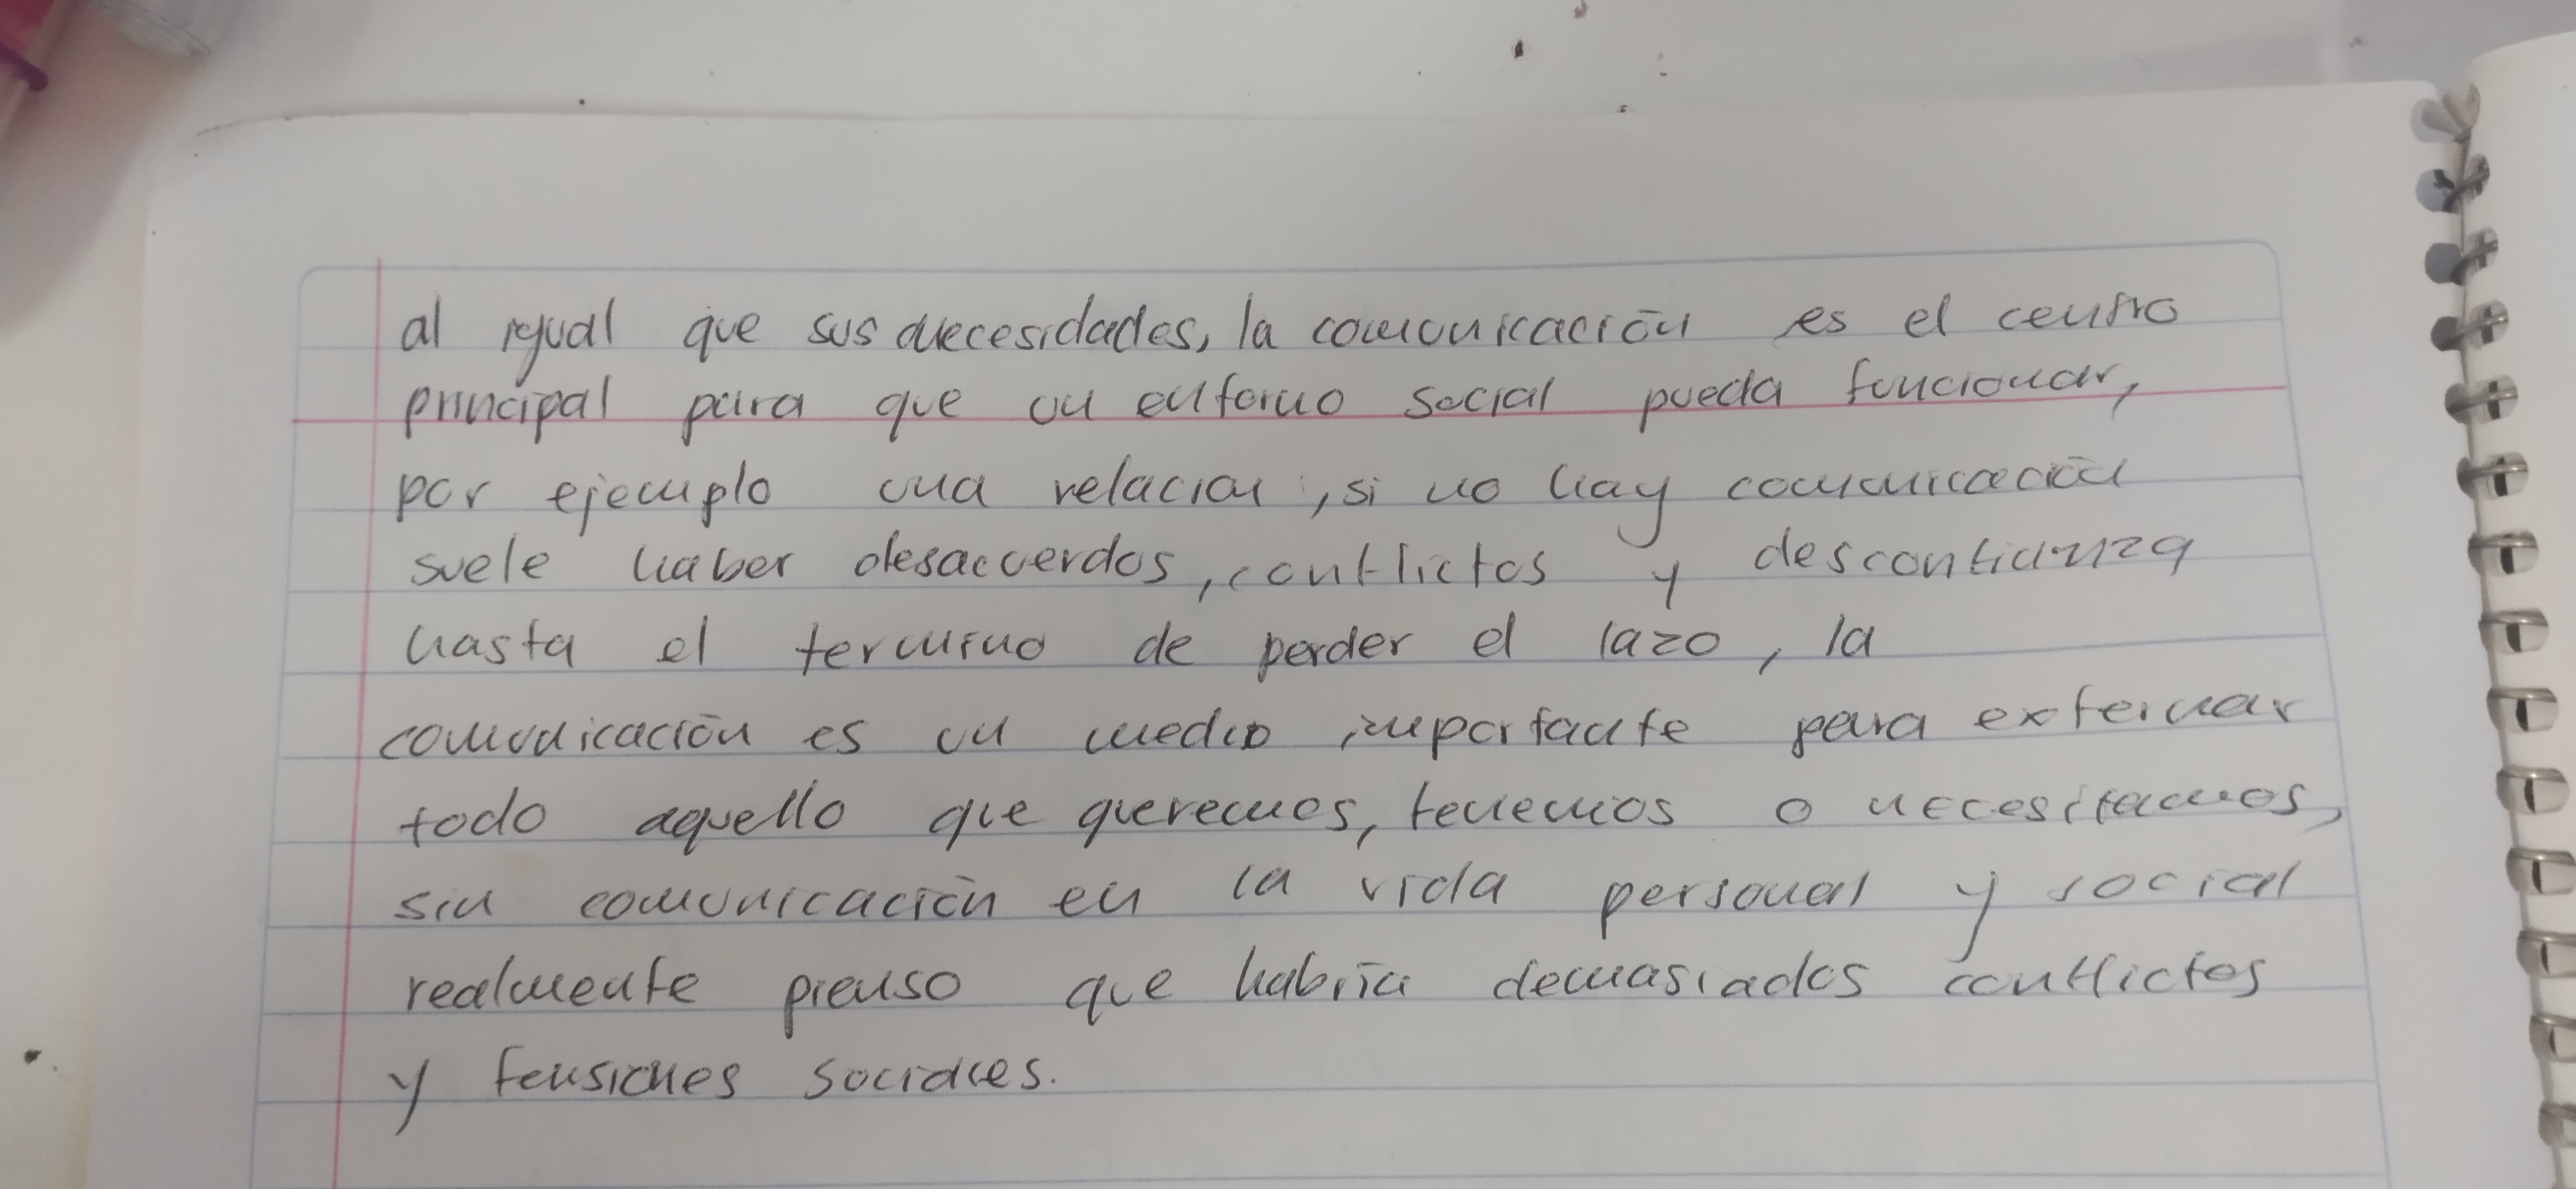 al igual que sus necesidades, la comunicación es el centro
principal para que un entorno social pueda funcionar,
por ejemplo una relación, si no hay comunicación
suele haber desacuerdos, conflictos y desconfianza
hasta el termino de perder el lazo, la
comunicación es un medio importante para externar
todo aquello que queremos, tenemos o necesitamos,
sin comunicación en la vida personal y social
realmente pienso que habría demasiados conflictos
y tensiones sociales.